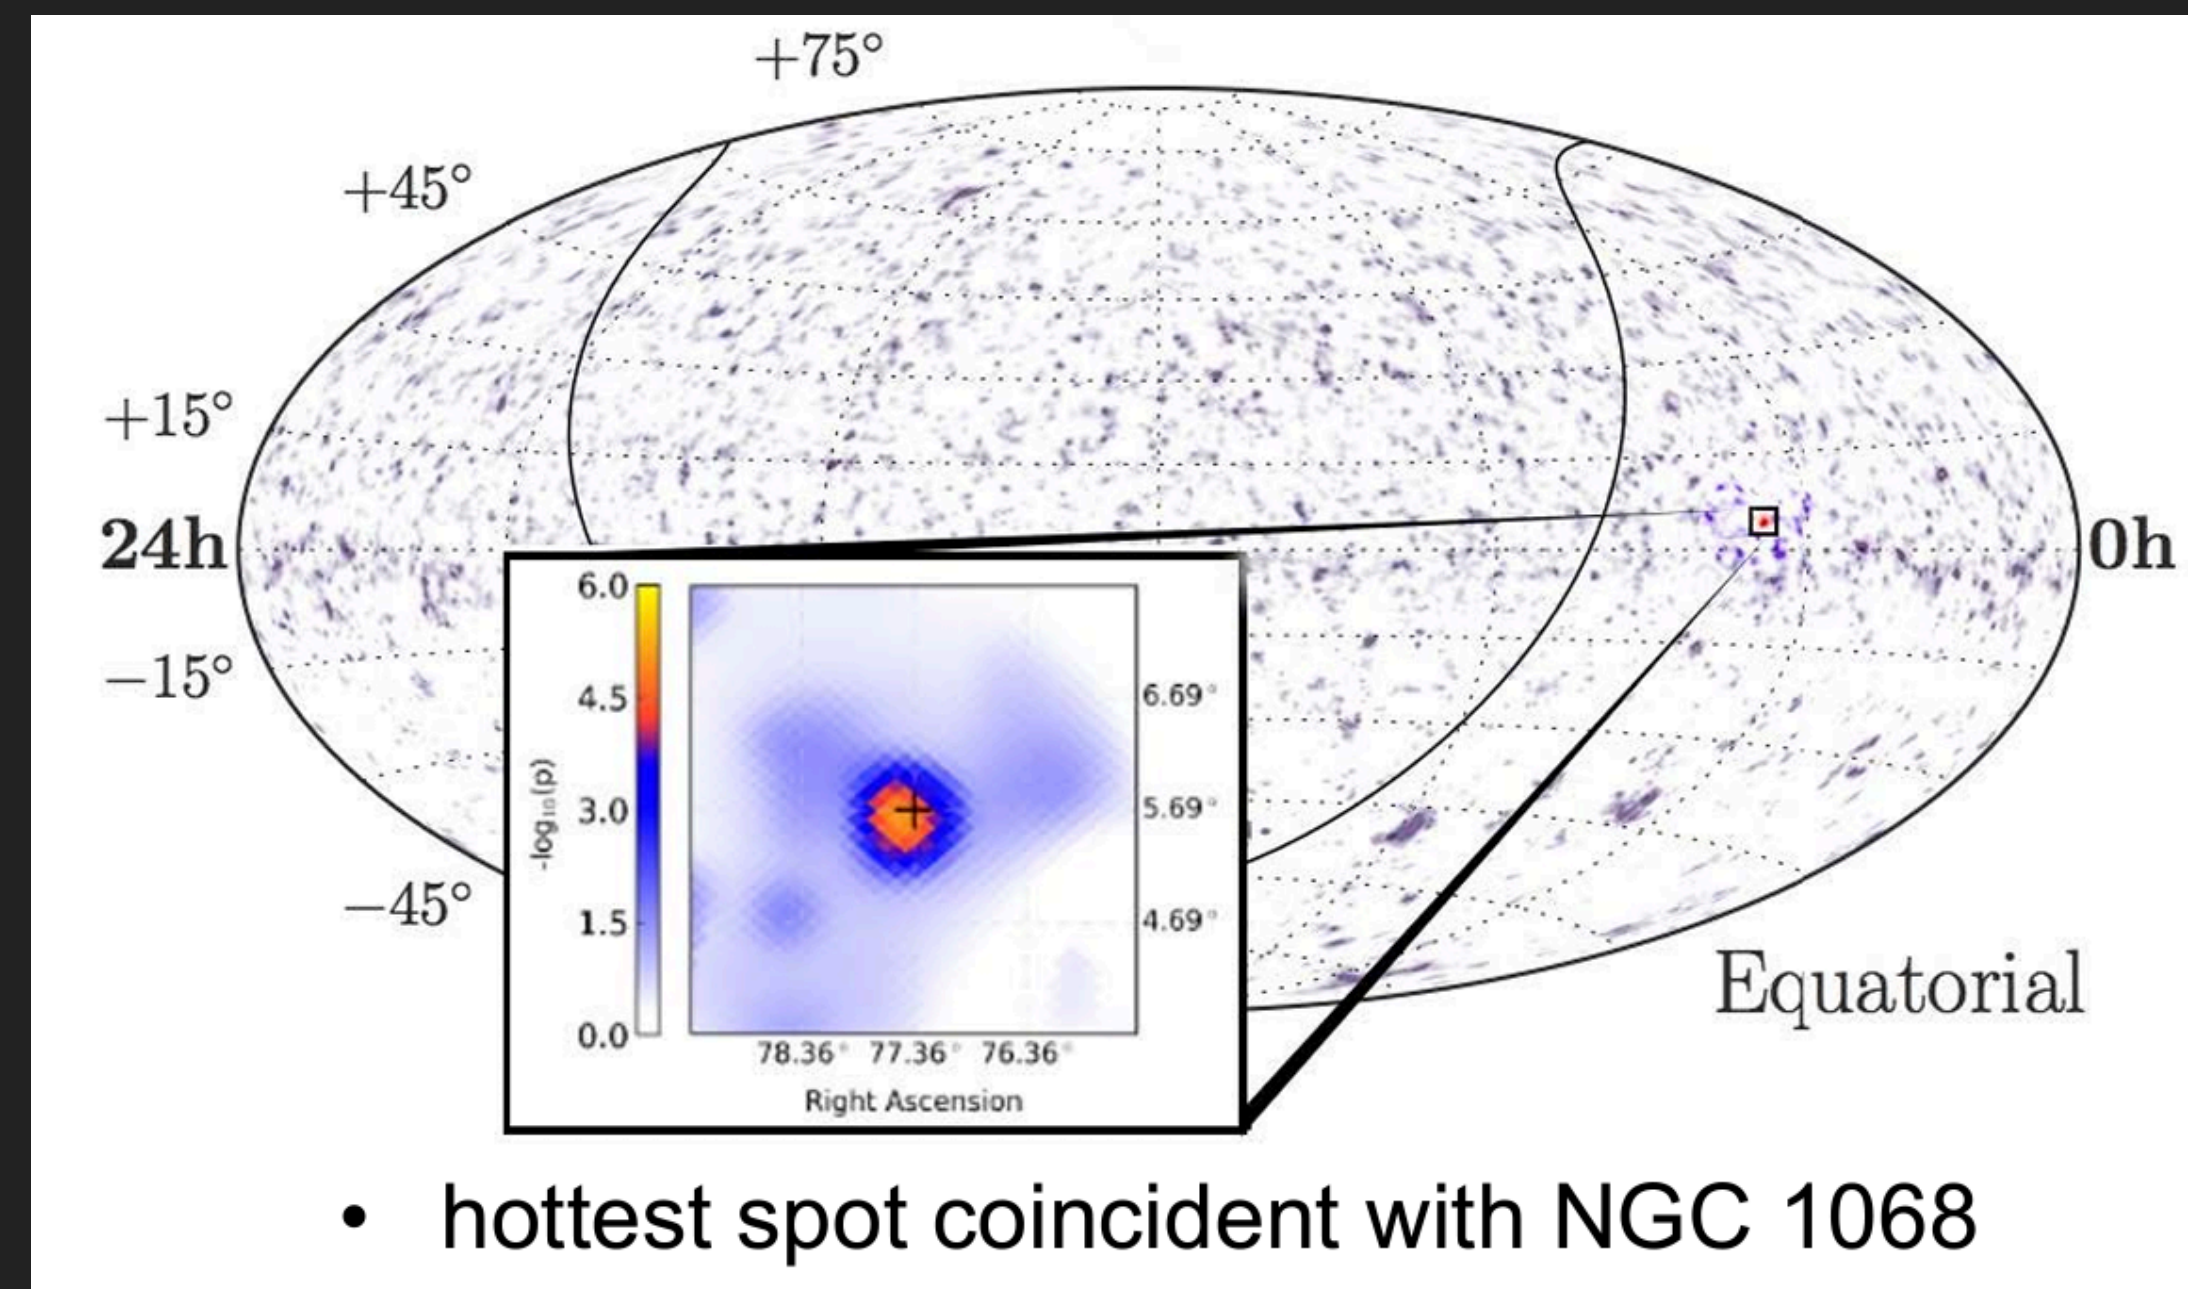 +75°
+45°
+15°
24h
0h
−15°
−45°
6.0
4.5
3.0
1.5
0.0
-log₁₀(p)
6.69°
5.69°
4.69°
78.36° 77.36° 76.36°
Right Ascension
Equatorial
• hottest spot coincident with NGC 1068